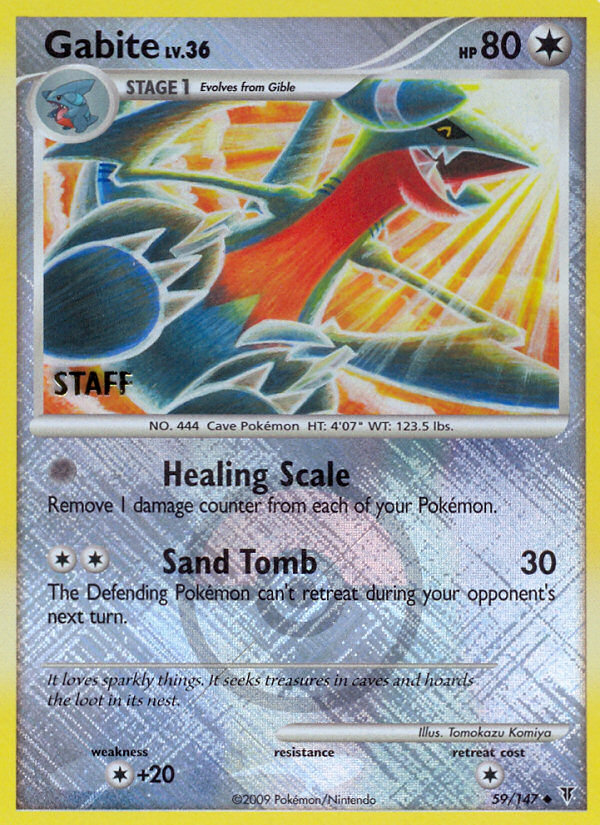 Gabite LV.36 HP 80
STAGE 1 Evolves from Gible
STAFF
NO. 444 Cave Pokémon HT: 4'07" WT: 123.5 lbs.
Healing Scale
Remove 1 damage counter from each of your Pokémon.
Sand Tomb 30
The Defending Pokémon can't retreat during your opponent's
next turn.
It loves sparkly things. It seeks treasures in caves and hoards
the loot in its nest.
Illus. Tomokazu Komiya
weakness resistance retreat cost
+20
©2009 Pokémon/Nintendo 59/147